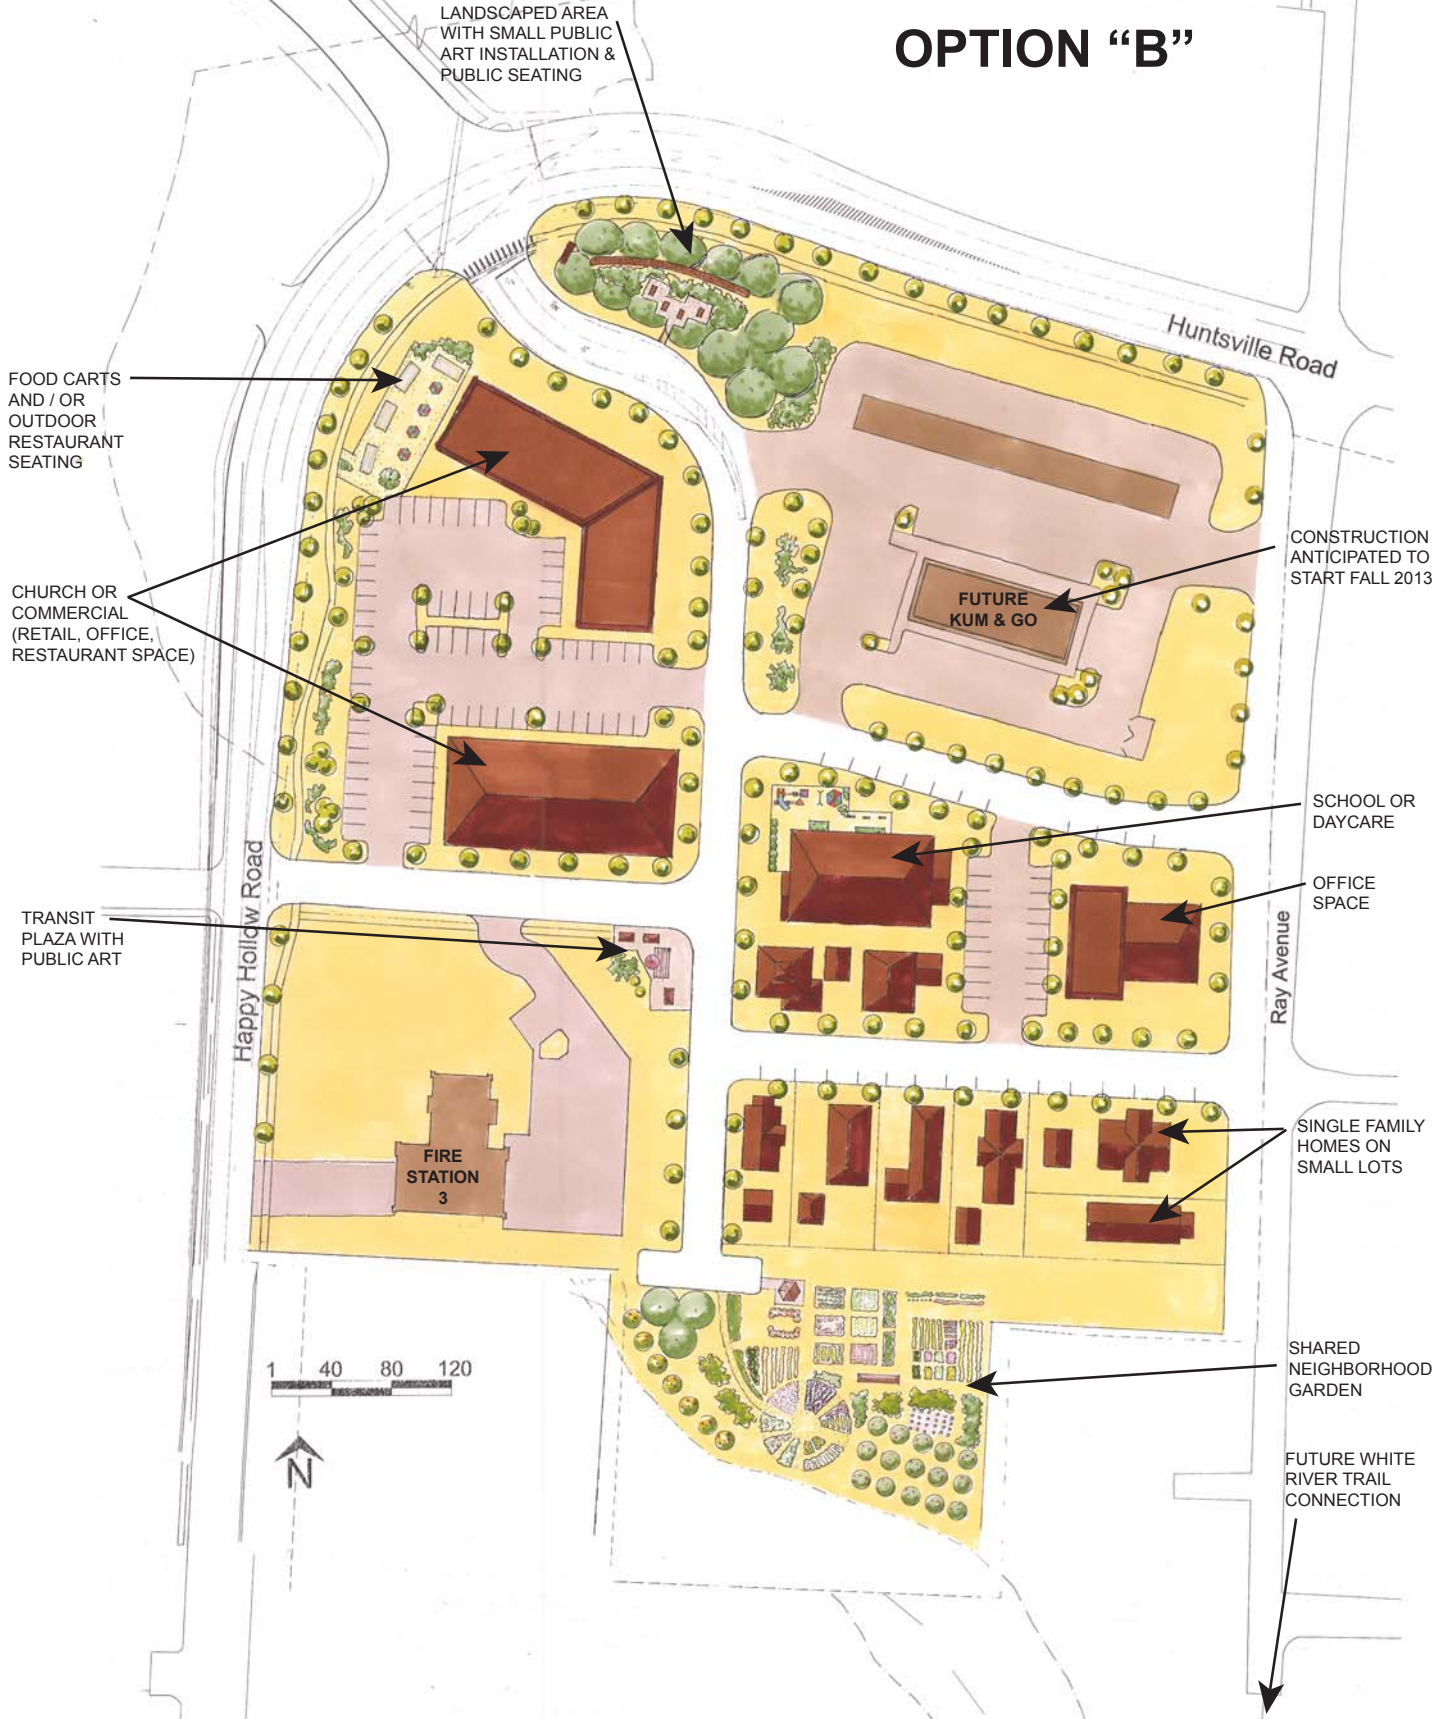 LANDSCAPED AREA
WITH SMALL PUBLIC
ART INSTALLATION &
PUBLIC SEATING
OPTION “B”
Huntsville Road
FOOD CARTS
AND / OR
OUTDOOR
RESTAURANT
SEATING
CONSTRUCTION
ANTICIPATED TO
START FALL 2013
CHURCH OR
COMMERCIAL
(RETAIL, OFFICE,
RESTAURANT SPACE)
FUTURE
KUM & GO
SCHOOL OR
DAYCARE
OFFICE
SPACE
TRANSIT
PLAZA WITH
PUBLIC ART
Happy Hollow Road
Ray Avenue
FIRE
STATION
3
SINGLE FAMILY
HOMES ON
SMALL LOTS
1 40 80 120
N
SHARED
NEIGHBORHOOD
GARDEN
FUTURE WHITE
RIVER TRAIL
CONNECTION